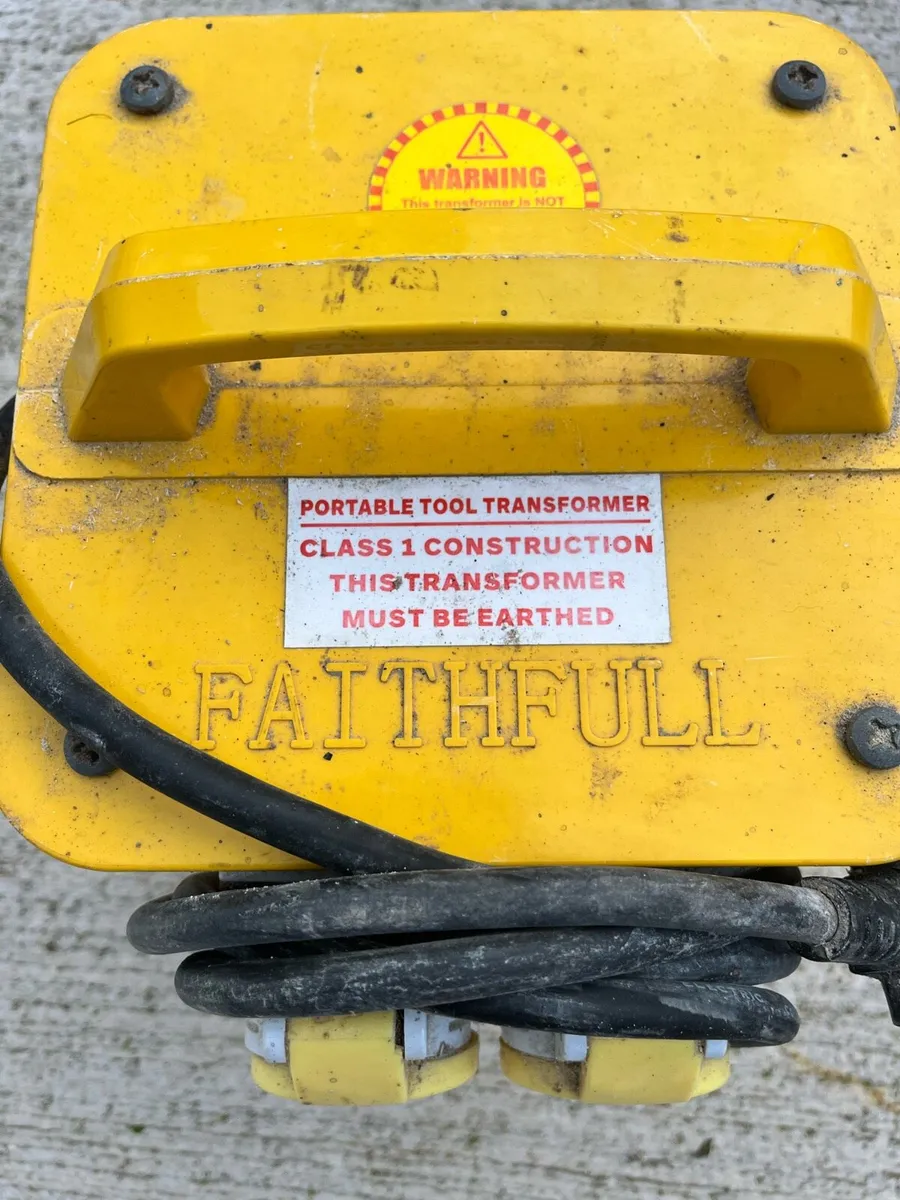 WARNING
This transformer is NOT
PORTABLE TOOL TRANSFORMER
CLASS 1 CONSTRUCTION
THIS TRANSFORMER
MUST BE EARTHED
FAITHFULL